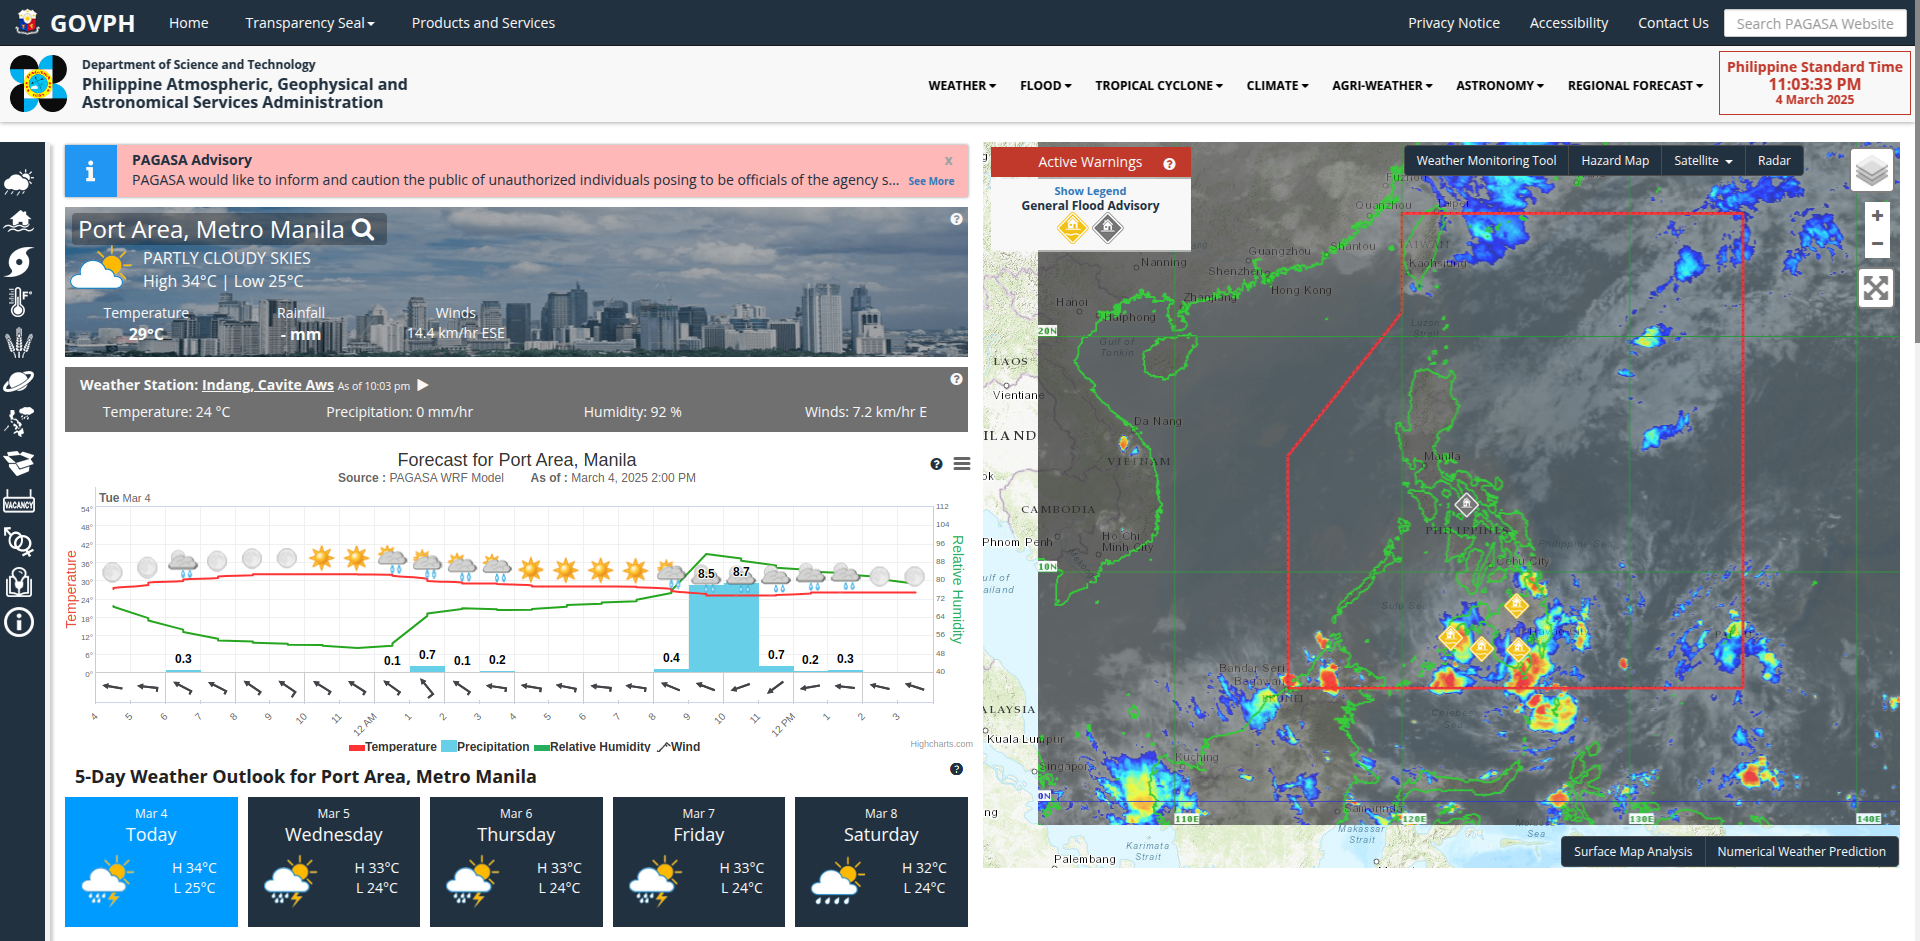 GOVPH
Home
Transparency Seal
Products and Services
Privacy Notice
Accessibility
Contact Us
Search PAGASA Website
Department of Science and Technology
Philippine Atmospheric, Geophysical and
Astronomical Services Administration
WEATHER
FLOOD
TROPICAL CYCLONE
CLIMATE
AGRI-WEATHER
ASTRONOMY
REGIONAL FORECAST
Philippine Standard Time
11:03:33 PM
4 March 2025
PAGASA Advisory
x
PAGASA would like to inform and caution the public of unauthorized individuals posing to be officials of the agency s... See More
Port Area, Metro Manila
PARTLY CLOUDY SKIES
High 34°C | Low 25°C
Temperature
29°C
Rainfall
- mm
Winds
14.4 km/hr ESE
Weather Station: Indang, Cavite Aws As of 10:03 pm
Temperature: 24 °C
Precipitation: 0 mm/hr
Humidity: 92 %
Winds: 7.2 km/hr E
Forecast for Port Area, Manila
Source : PAGASA WRF Model As of : March 4, 2025 2:00 PM
Tue Mar 4
Temperature
54°
48°
42°
36°
30°
24°
18°
12°
6°
0°
112
104
96
88
80
72
64
56
48
40
Relative Humidity
0.3
0.1
0.7
0.1
0.2
0.4
8.5
8.7
0.7
0.2
0.3
4 5 6 7 8 9 10 11 12 AM 1 2 3 4 5 6 7 8 9 10 11 12 PM 1 2 3
Temperature Precipitation Relative Humidity Wind
Highcharts.com
5-Day Weather Outlook for Port Area, Metro Manila
Mar 4
Today
H 34°C
L 25°C
Mar 5
Wednesday
H 33°C
L 24°C
Mar 6
Thursday
H 33°C
L 24°C
Mar 7
Friday
H 33°C
L 24°C
Mar 8
Saturday
H 32°C
L 24°C
VACANCY
Active Warnings
Show Legend
General Flood Advisory
Weather Monitoring Tool
Hazard Map
Satellite
Radar
+
−
Quanzhou
Shantou
Guangzhou
Shenzhen
Hong Kong
Nanning
Zhanjiang
Hanoi
Haiphong
Gulf of
Tonkin
TAIWAN
Kaohsiung
Luzon
Strait
20N
LAOS
Vientiane
Da Nang
VIETNAM
ILAND
CAMBODIA
Phnom Penh
Ho Chi
Minh City
Manila
PHILIPPINES
Philippine Se
Cebu City
10N
ulf of
ailand
Sulu Se
Bandar Seri
Begawan
ALAYSIA
Kuala Lumpur
Singapor
Kuching
0N
110E
120E
130E
140E
Samarinda
Makassar
Strait
Karimata
Strait
Palembang
Sea
Surface Map Analysis
Numerical Weather Prediction